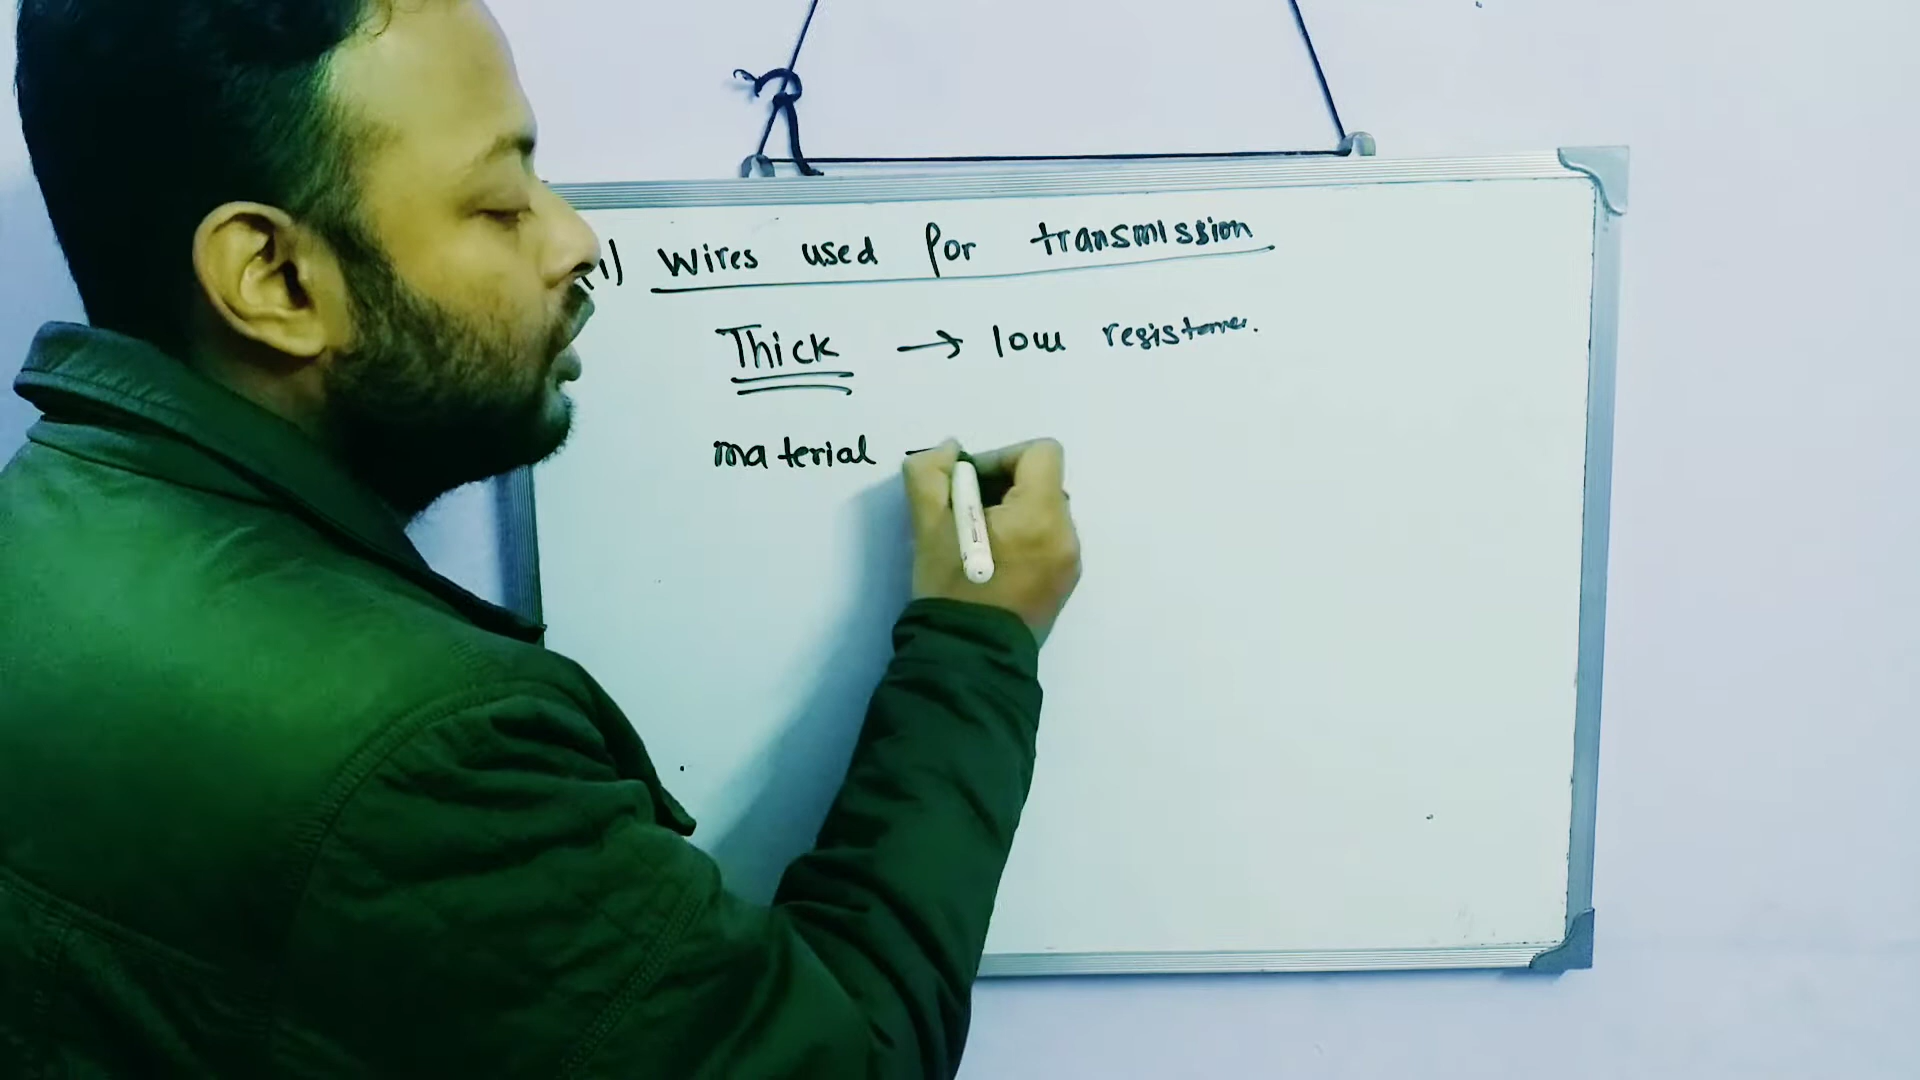 i) Wires used for transmission
Thick → low resistance.
material -